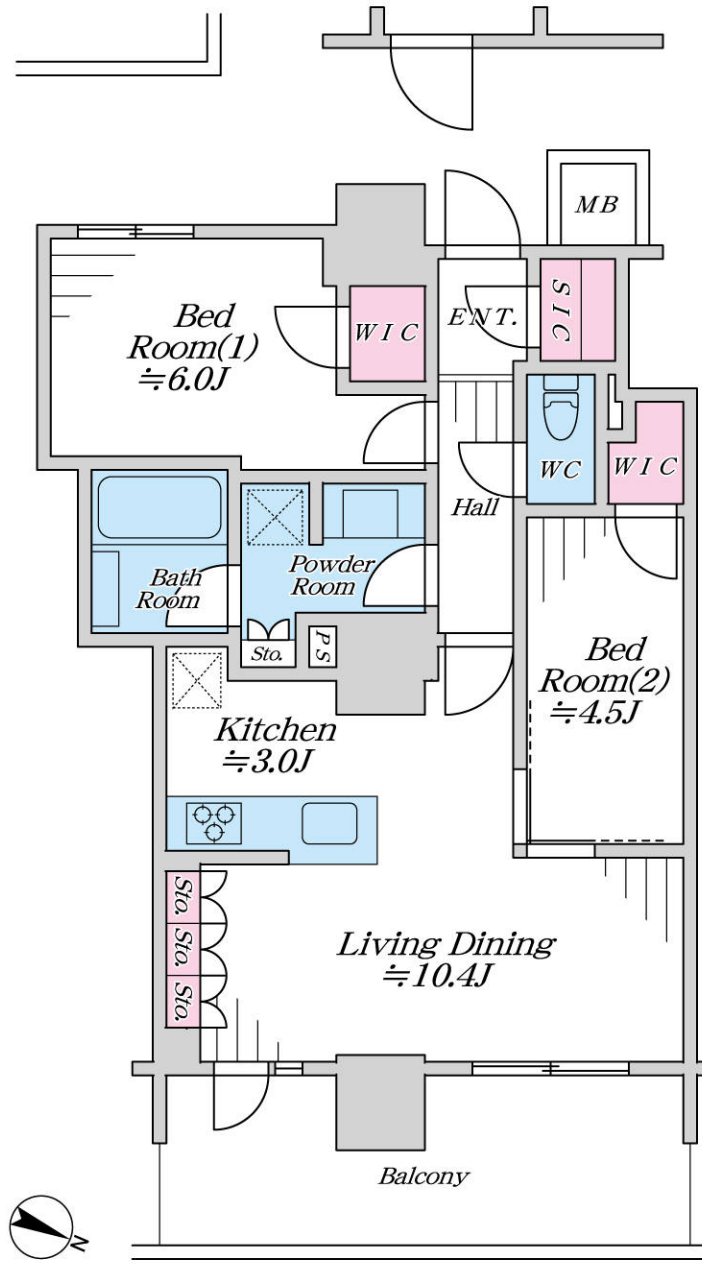 MB
Bed
Room(1)
≒6.0J
WIC
ENT.
SIC
WC
WIC
Hall
Bath
Room
Powder
Room
Sto.
PS
Bed
Room(2)
≒4.5J
Kitchen
≒3.0J
Sto.
Sto.
Sto.
Living Dining
≒10.4J
Balcony
N